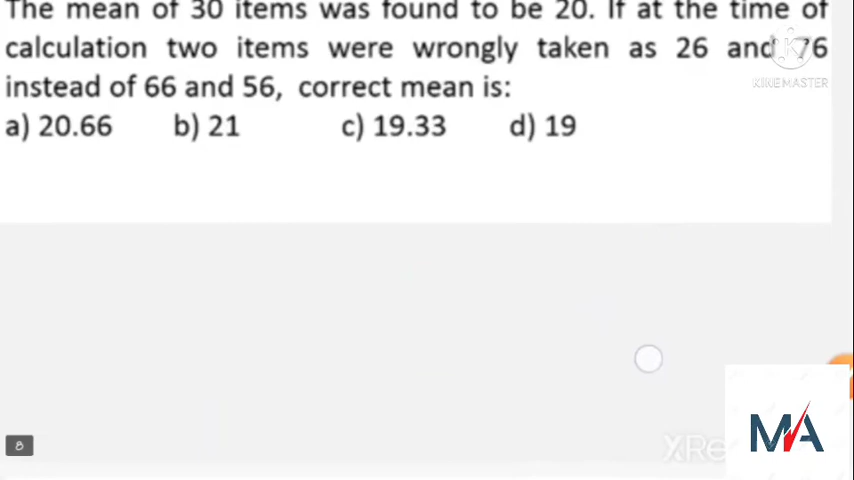 The mean of 30 items was found to be 20. If at the time of
calculation two items were wrongly taken as 26 and 76
instead of 66 and 56, correct mean is:
a) 20.66 b) 21 c) 19.33 d) 19
KINEMASTER
8
XRe
MA